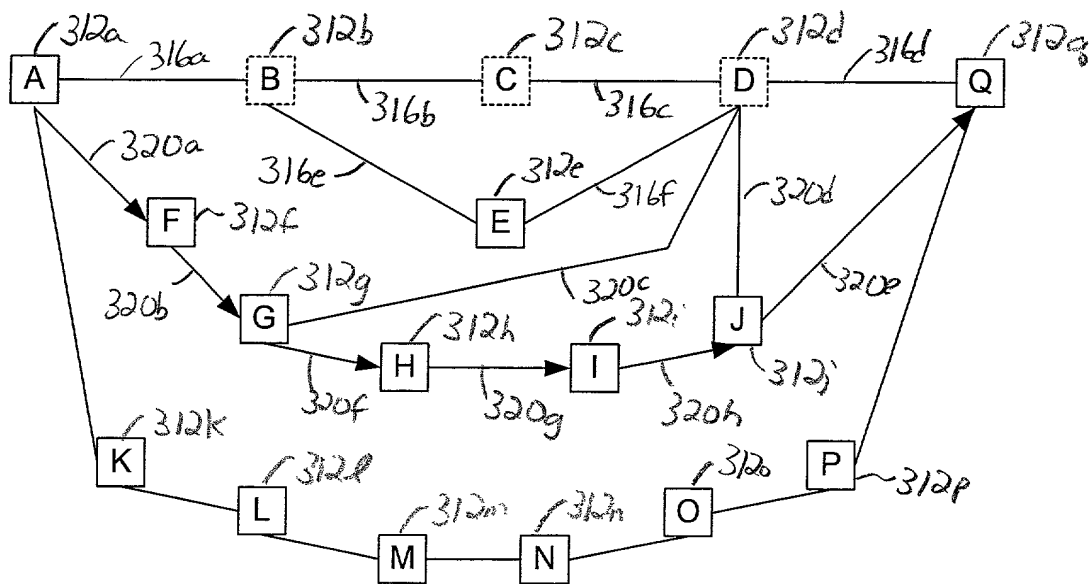 312a
312b
312c
312d
312q
A
316a
B
316b
C
316c
D
316d
Q
320a
316e
312e
316f
320d
F
312f
E
320b
312g
320c
320e
G
312h
312i
J
H
I
312j
320f
320g
320h
312k
K
312l
312o
P
312p
L
312m
312n
O
M
N